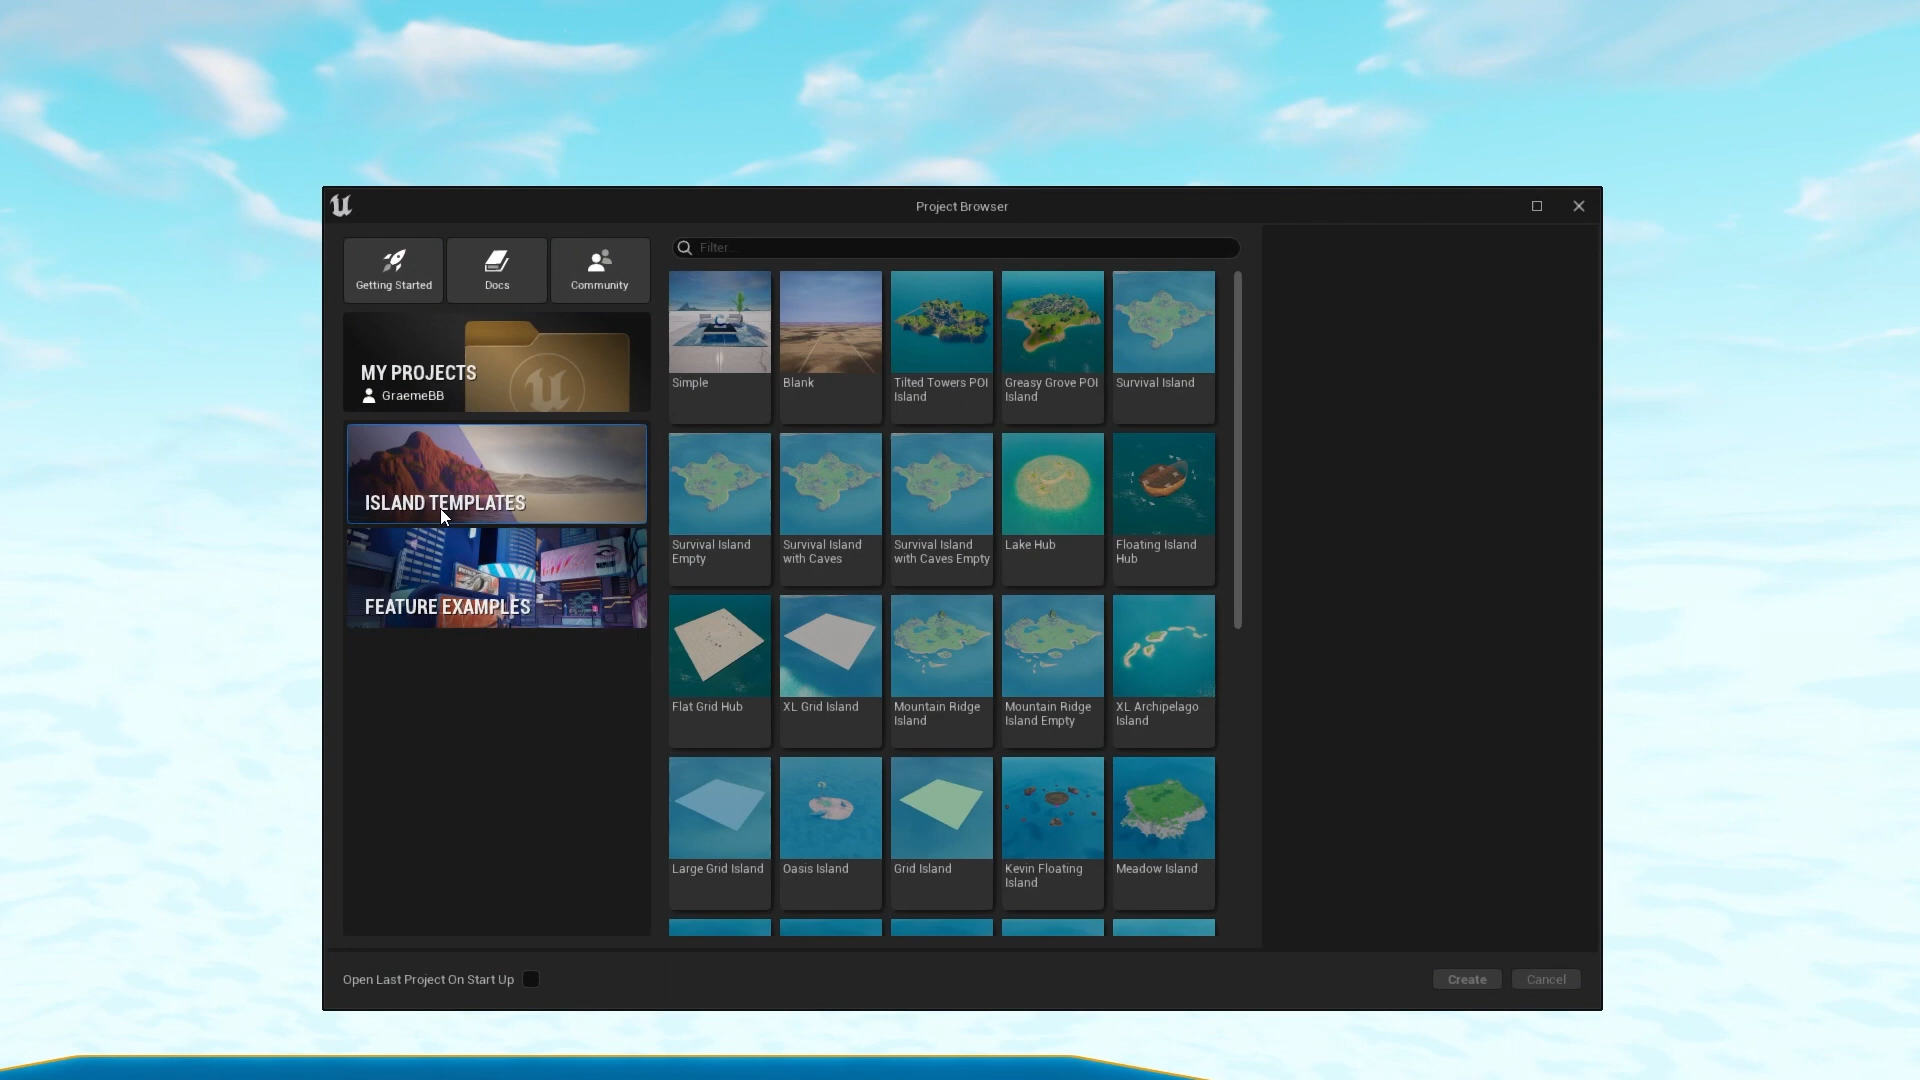 Project Browser
Getting Started
Docs
Community
MY PROJECTS
GraemeBB
ISLAND TEMPLATES
FEATURE EXAMPLES
Filter...
Simple
Blank
Tilted Towers POI
Island
Greasy Grove POI
Island
Survival Island
Survival Island
Empty
Survival Island
with Caves
Survival Island
with Caves Empty
Lake Hub
Floating Island
Hub
Flat Grid Hub
XL Grid Island
Mountain Ridge
Island
Mountain Ridge
Island Empty
XL Archipelago
Island
Large Grid Island
Oasis Island
Grid Island
Kevin Floating
Island
Meadow Island
Open Last Project On Start Up
Create
Cancel